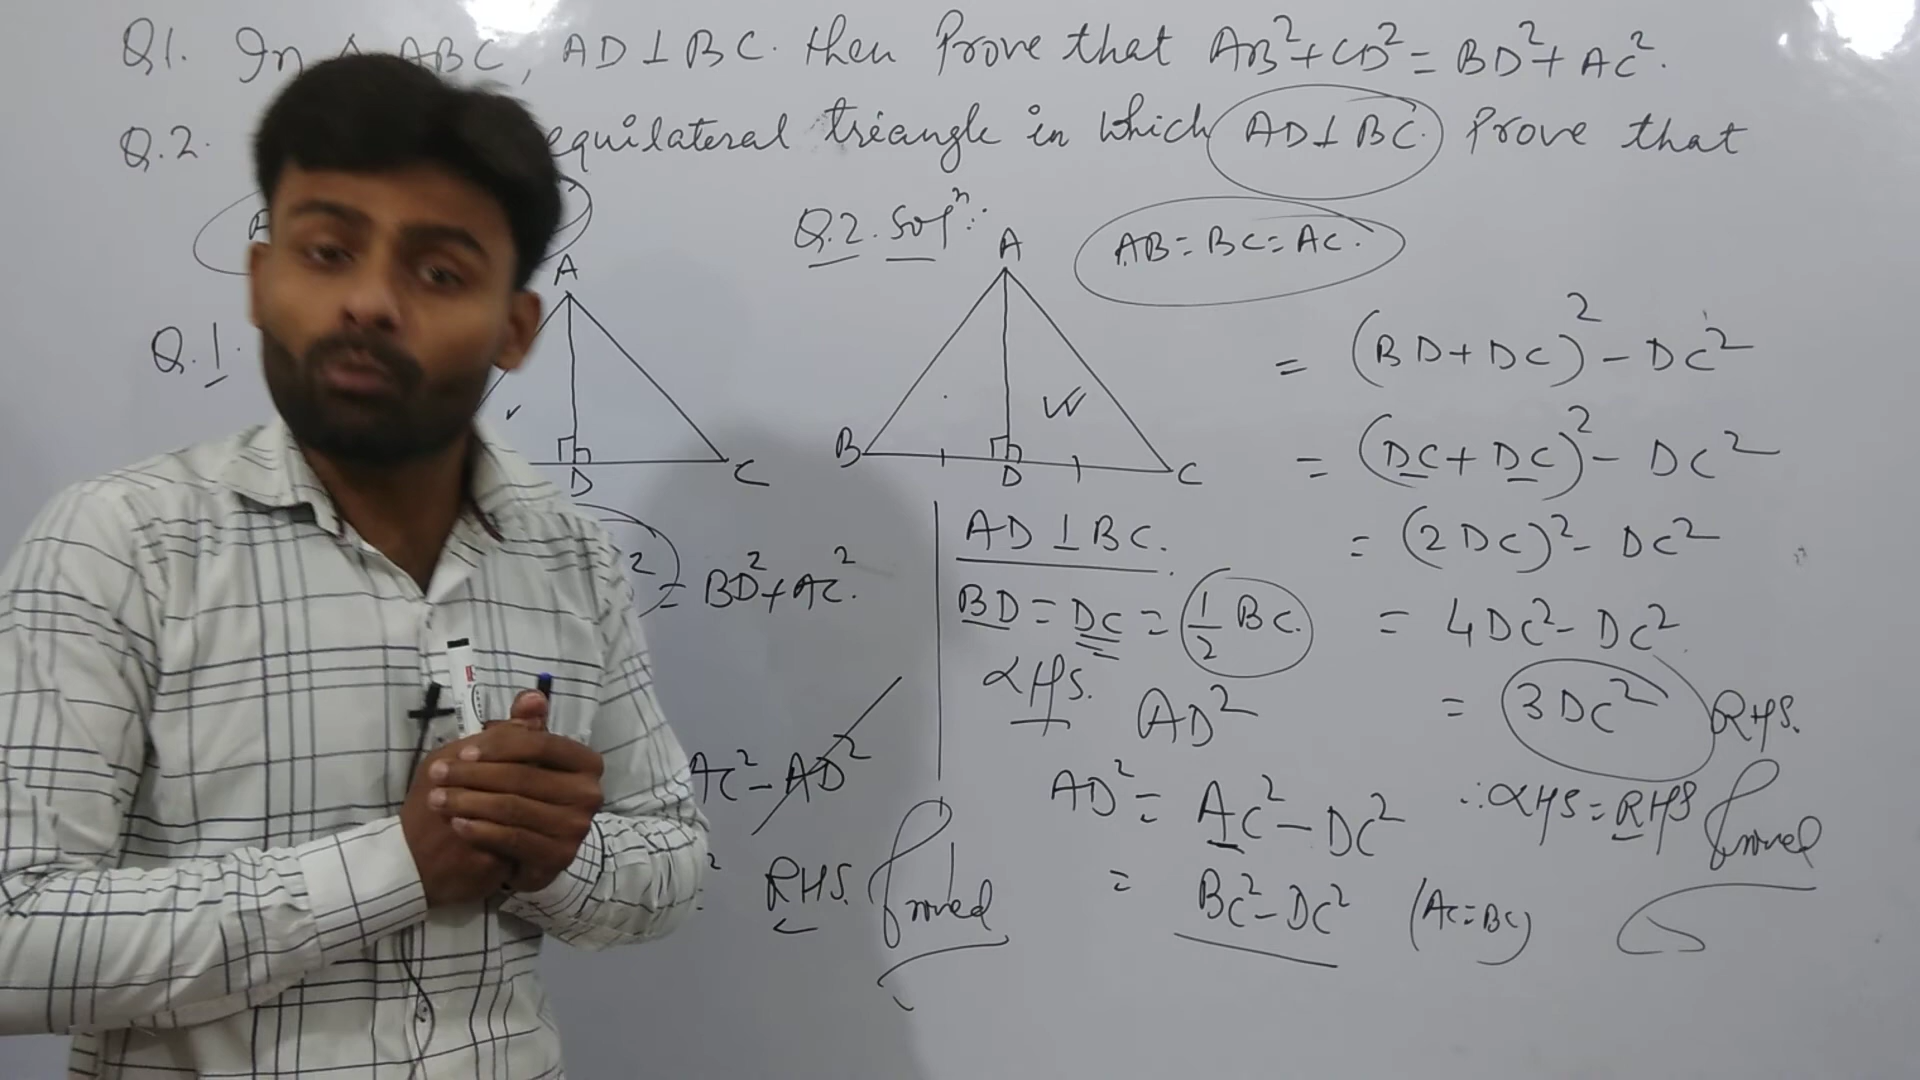 Q1. In △ ABC, AD ⊥ BC. then Prove that AB²+CD² = BD²+AC².
Q.2. equilateral triangle in which AD⊥BC. Prove that
A
Q.1.
A
D
C
² = BD²+AC².
AC²-AD²
² = RHS. Proved
Q.2. Solⁿ:
AB=BC=AC.
A
B
D
C
AD ⊥ BC.
BD = DC = 1/2 BC.
LHS. AD²
AD² = AC² - DC²
= BC²-DC² (AC=BC)
= (BD+DC)² - DC²
= (DC+DC)² - DC²
= (2DC)² - DC²
= 4DC² - DC²
= 3DC² RHS.
∴ LHS = RHS Proved